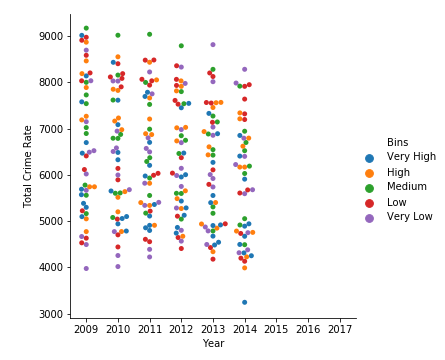 9000
8000
7000
6000
5000
4000
3000
Total Crime Rate
2009 2010 2011 2012 2013 2014 2015 2016 2017
Year
Bins
Very High
High
Medium
Low
Very Low